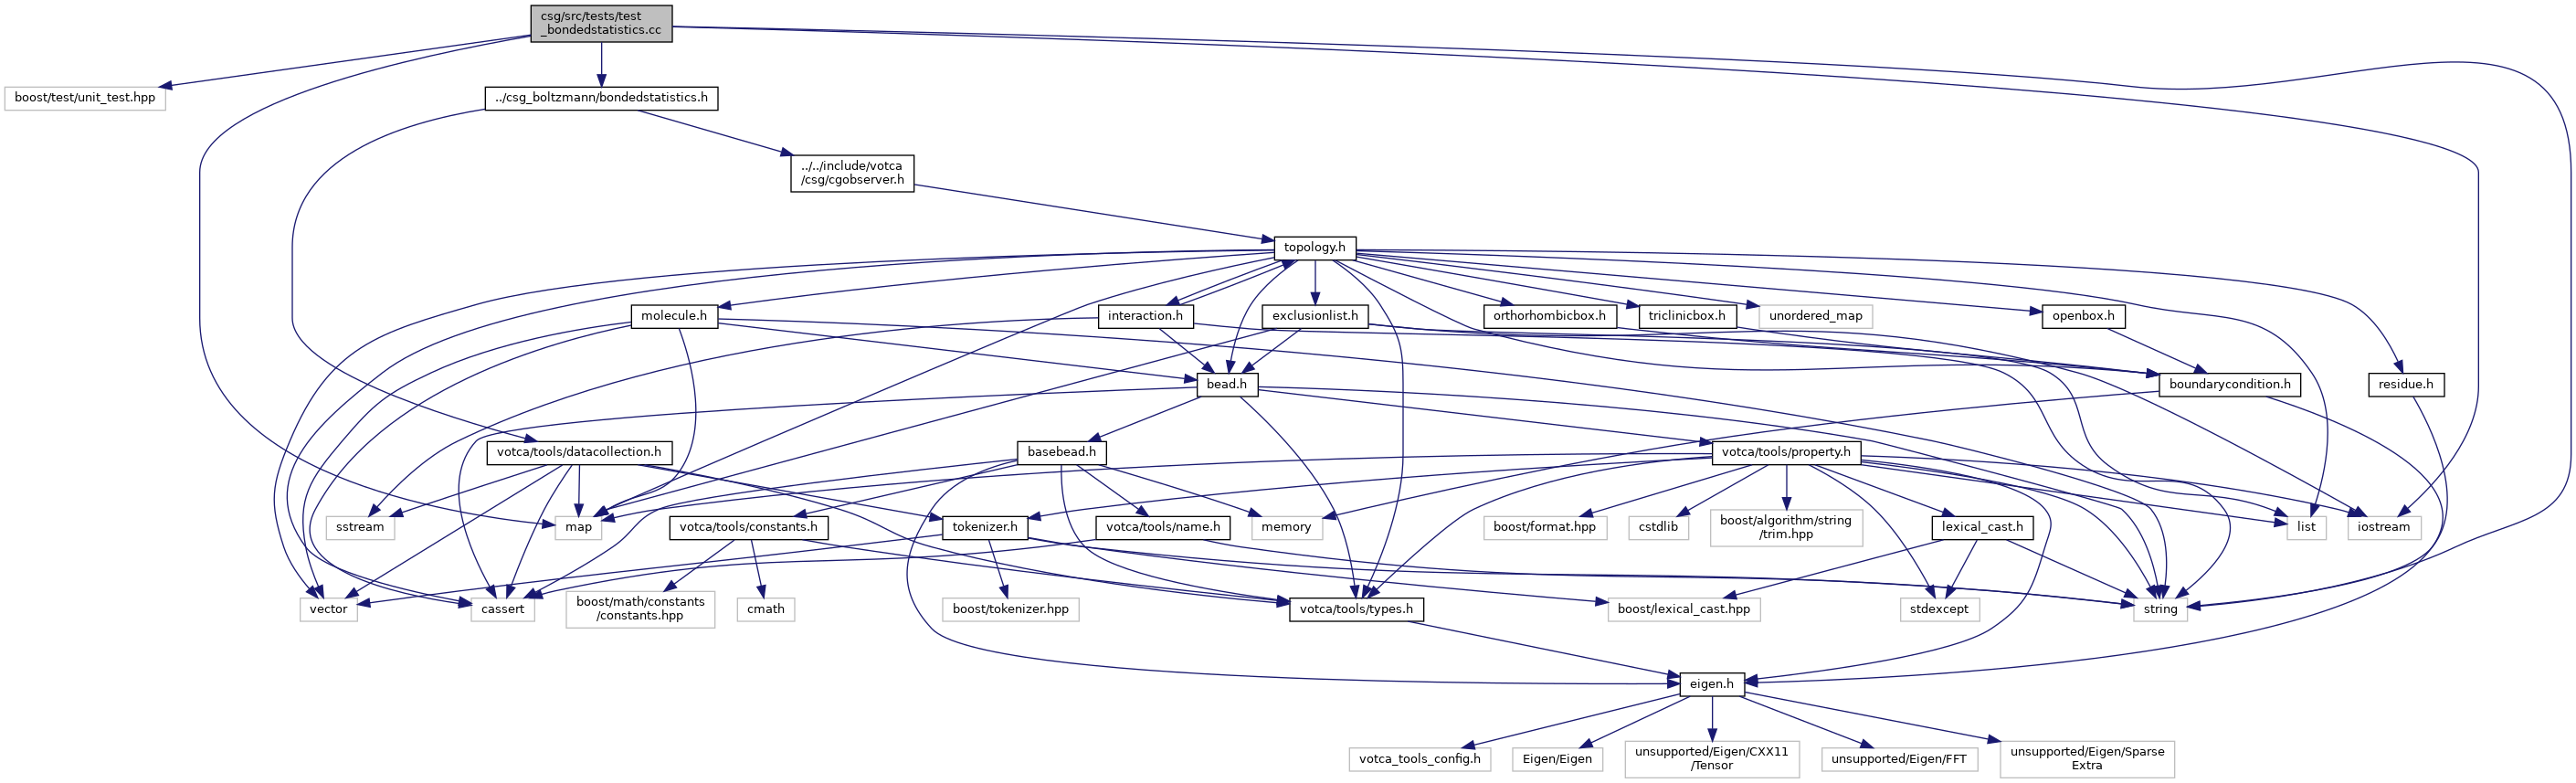 csg/src/tests/test
_bondedstatistics.cc
boost/test/unit_test.hpp
../csg_boltzmann/bondedstatistics.h
../../include/votca
/csg/cgobserver.h
topology.h
molecule.h
interaction.h
exclusionlist.h
orthorhombicbox.h
triclinicbox.h
unordered_map
openbox.h
bead.h
boundarycondition.h
residue.h
votca/tools/datacollection.h
basebead.h
votca/tools/property.h
sstream
map
votca/tools/constants.h
tokenizer.h
votca/tools/name.h
memory
boost/format.hpp
cstdlib
boost/algorithm/string
/trim.hpp
lexical_cast.h
list
iostream
vector
cassert
boost/math/constants
/constants.hpp
cmath
boost/tokenizer.hpp
votca/tools/types.h
boost/lexical_cast.hpp
stdexcept
string
eigen.h
votca_tools_config.h
Eigen/Eigen
unsupported/Eigen/CXX11
/Tensor
unsupported/Eigen/FFT
unsupported/Eigen/Sparse
Extra